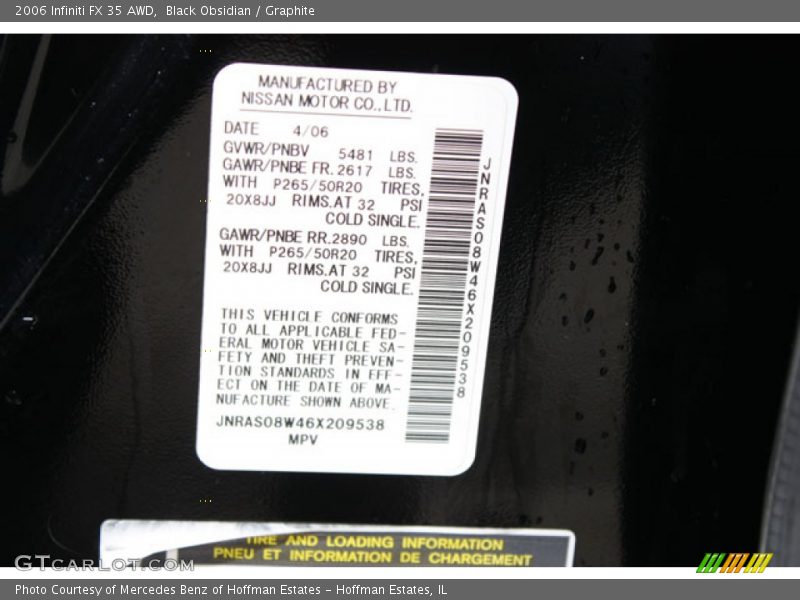 2006 Infiniti FX 35 AWD,  Black Obsidian / Graphite
MANUFACTURED BY
NISSAN MOTOR CO.,LTD.
DATE 4/06
GVWR/PNBV 5481 LBS.
GAWR/PNBE FR. 2617 LBS.
WITH P265/50R20 TIRES,
20X8JJ RIMS.AT 32 PSI
COLD SINGLE.
GAWR/PNBE RR.2890 LBS.
WITH P265/50R20 TIRES,
20X8JJ RIMS.AT 32 PSI
COLD SINGLE.
THIS VEHICLE CONFORMS
TO ALL APPLICABLE FED-
ERAL MOTOR VEHICLE SA-
FETY AND THEFT PREVEN-
TION STANDARDS IN EFF-
ECT ON THE DATE OF MA-
NUFACTURE SHOWN ABOVE.
JNRAS08W46X209538
MPV
JNRAS08W46X209538
TIRE AND LOADING INFORMATION
PNEU ET INFORMATION DE CHARGEMENT
GTCARLOT.COM
Photo Courtesy of Mercedes Benz of Hoffman Estates - Hoffman Estates, IL